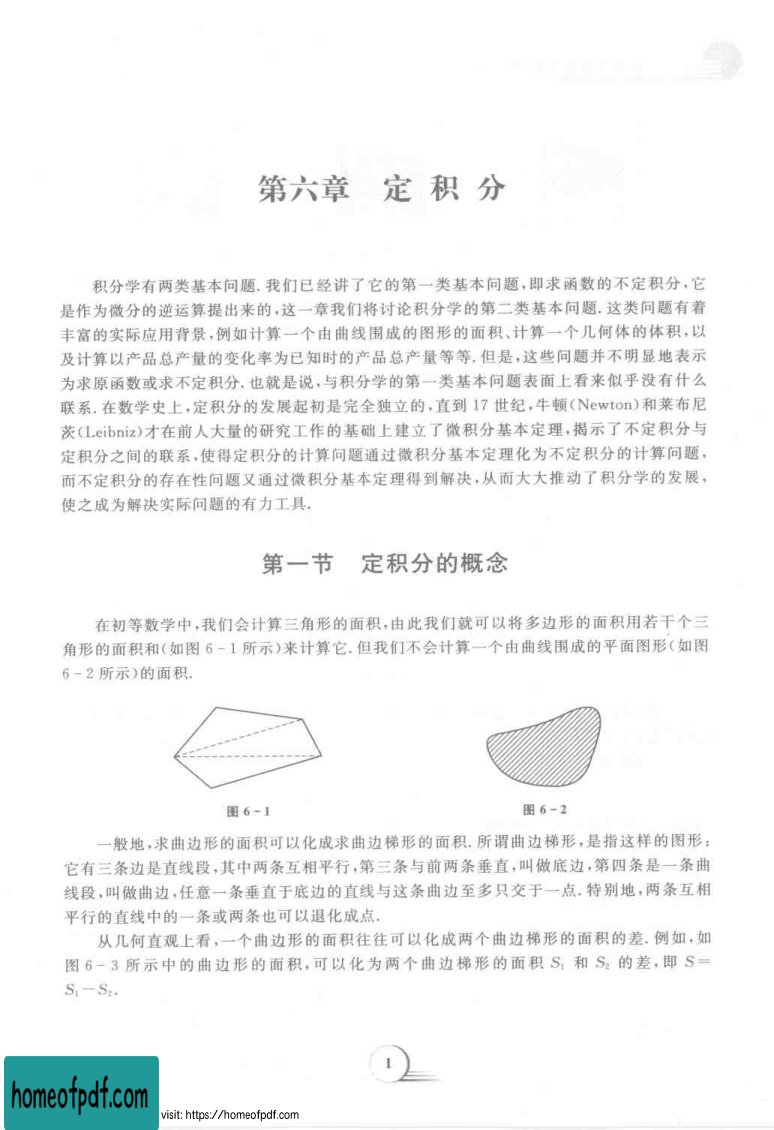 第六章 定积分
积分学有两类基本问题.我们已经讲了它的第一类基本问题,即求函数的不定积分,它
是作为微分的逆运算提出来的,这一章我们将讨论积分学的第二类基本问题.这类问题有着
丰富的实际应用背景,例如计算一个由曲线围成的图形的面积、计算一个几何体的体积,以
及计算以产品总产量的变化率为已知时的产品总产量等等.但是,这些问题并不明显地表示
为求原函数或求不定积分.也就是说,与积分学的第一类基本问题表面上看来似乎没有什么
联系.在数学史上,定积分的发展起初是完全独立的,直到 17 世纪,牛顿(Newton)和莱布尼
茨(Leibniz)才在前人大量的研究工作的基础上建立了微积分基本定理,揭示了不定积分与
定积分之间的联系,使得定积分的计算问题通过微积分基本定理化为不定积分的计算问题,
而不定积分的存在性问题又通过微积分基本定理得到解决,从而大大推动了积分学的发展,
使之成为解决实际问题的有力工具.
第一节 定积分的概念
在初等数学中,我们会计算三角形的面积,由此我们就可以将多边形的面积用若干个三
角形的面积和(如图 6-1 所示)来计算它.但我们不会计算一个由曲线围成的平面图形(如图
6-2 所示)的面积.
图 6-1
图 6-2
一般地,求曲边形的面积可以化成求曲边梯形的面积.所谓曲边梯形,是指这样的图形:
它有三条边是直线段,其中两条互相平行,第三条与前两条垂直,叫做底边,第四条是一条曲
线段,叫做曲边,任意一条垂直于底边的直线与这条曲边至多只交于一点.特别地,两条互相
平行的直线中的一条或两条也可以退化成点.
从几何直观上看,一个曲边形的面积往往可以化成两个曲边梯形的面积的差.例如,如
图 6-3 所示中的曲边形的面积,可以化为两个曲边梯形的面积 S₁ 和 S₂ 的差,即 S=
S₁-S₂.
1
homeofpdf.com
visit: https://homeofpdf.com